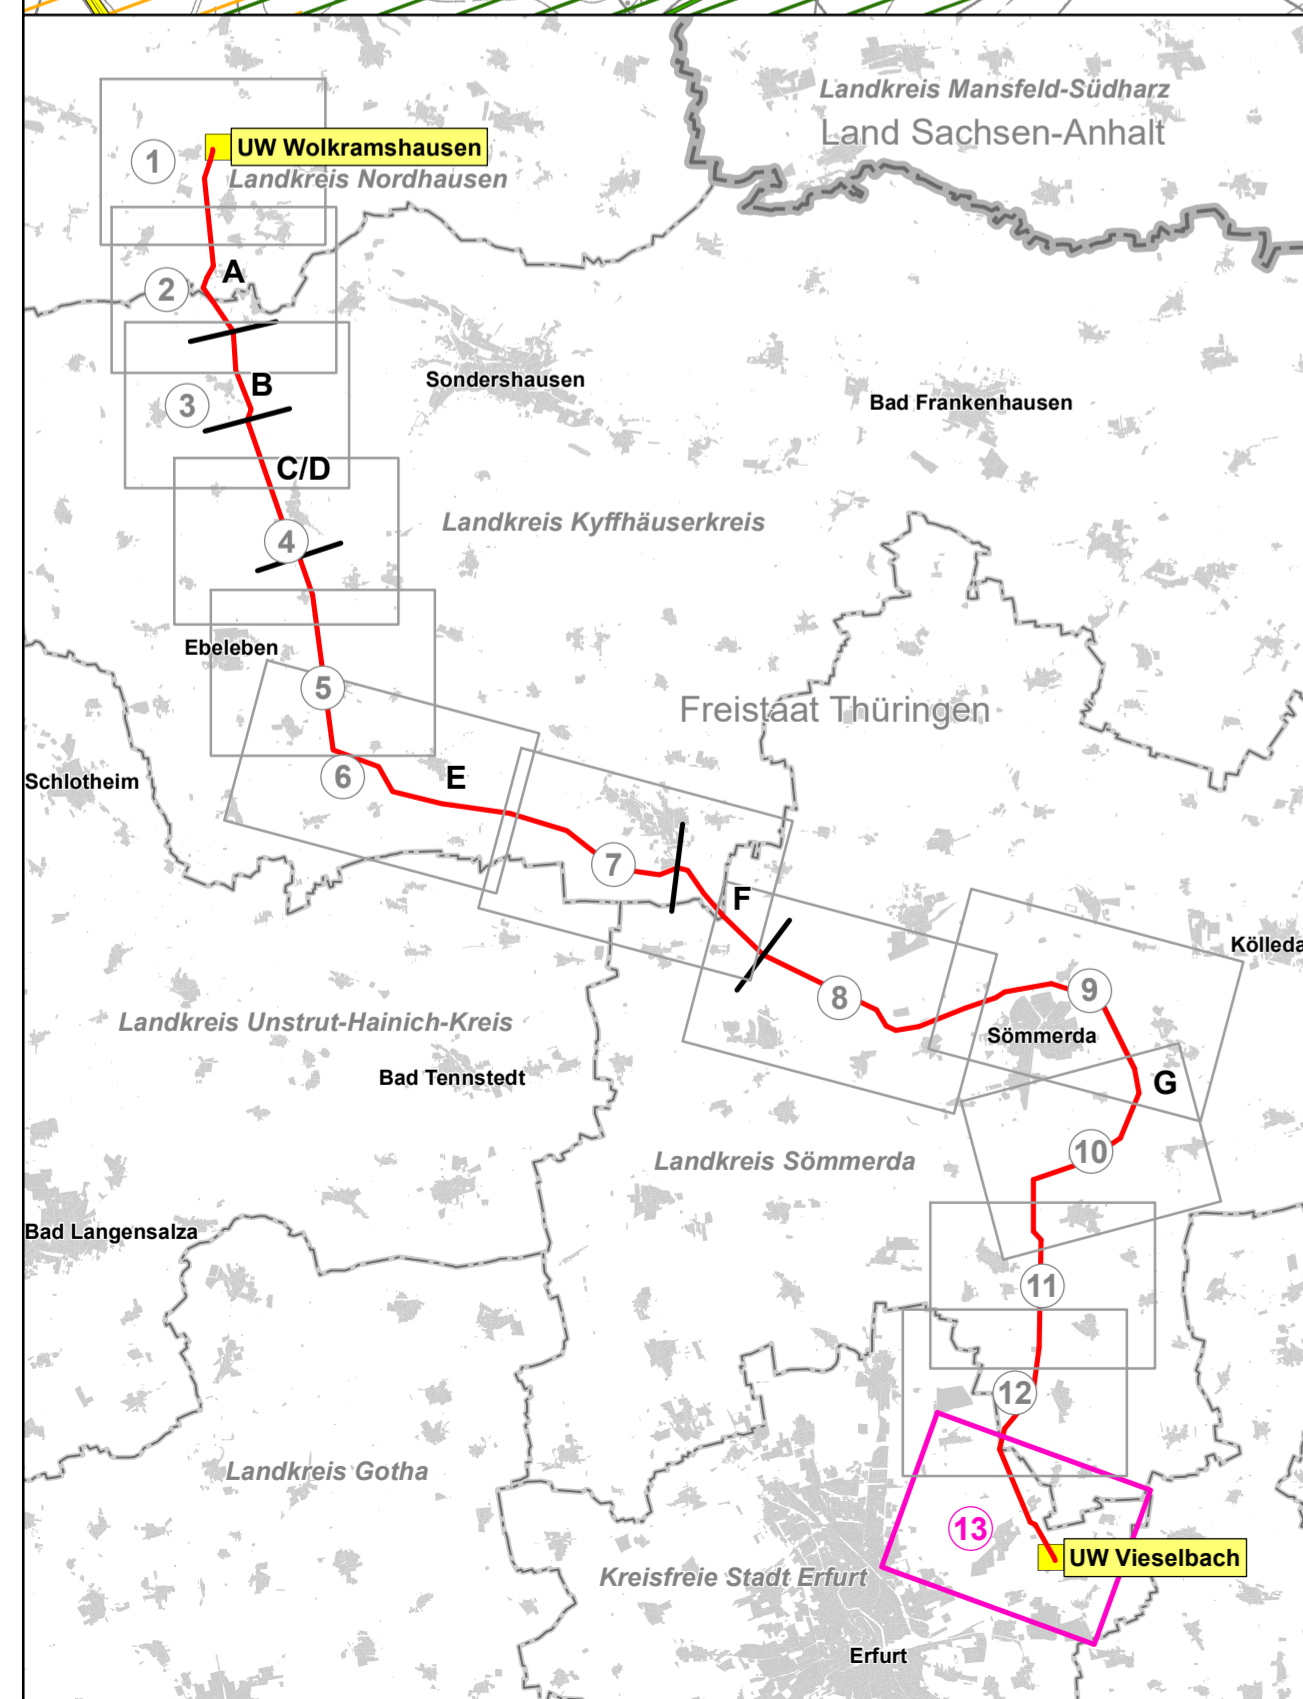 Landkreis Mansfeld-Südharz
Land Sachsen-Anhalt
1
UW Wolkramshausen
Landkreis Nordhausen
A
2
Sondershausen
B
Bad Frankenhausen
3
C/D
Landkreis Kyffhäuserkreis
4
Ebeleben
5
Freistaat Thüringen
Schlotheim
6
E
7
F
Kölleda
8
9
Landkreis Unstrut-Hainich-Kreis
Sömmerda
Bad Tennstedt
G
10
Landkreis Sömmerda
Bad Langensalza
11
12
Landkreis Gotha
13
UW Vieselbach
Kreisfreie Stadt Erfurt
Erfurt